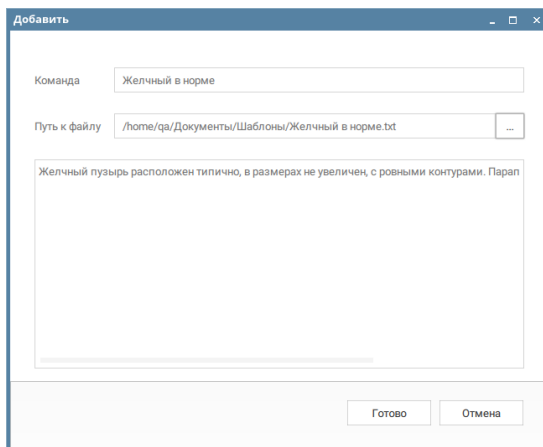 Добавить
Команда Желчный в норме
Путь к файлу /home/qa/Документы/Шаблоны/Желчный в норме.txt ...
Желчный пузырь расположен типично, в размерах не увеличен, с ровными контурами. Парап
Готово Отмена